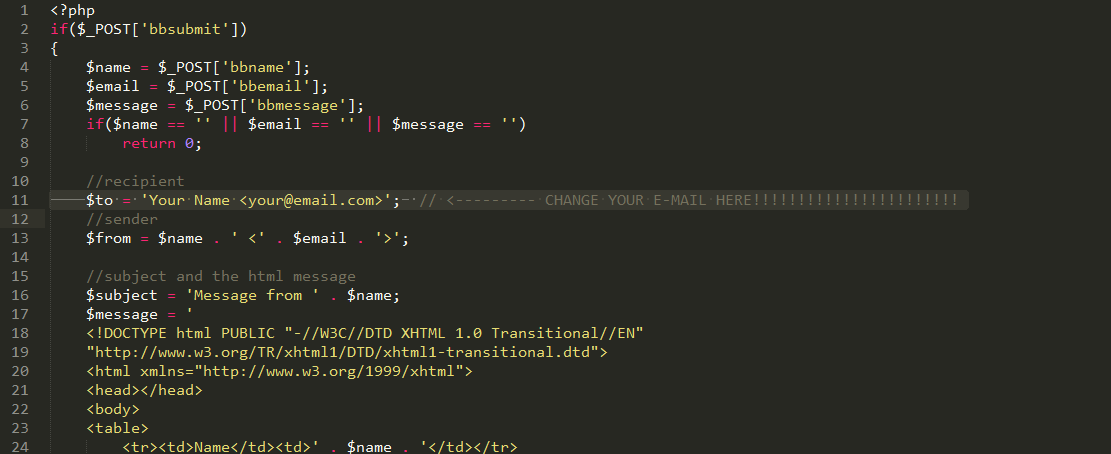 1 <?php
2 if($_POST['bbsubmit'])
3 {
4     $name = $_POST['bbname'];
5     $email = $_POST['bbemail'];
6     $message = $_POST['bbmessage'];
7     if($name == '' || $email == '' || $message == '')
8         return 0;
9
10     //recipient
11     $to = 'Your Name <your@email.com>'; // <--------- CHANGE YOUR E-MAIL HERE!!!!!!!!!!!!!!!!!!!!!!!
12     //sender
13     $from = $name . ' <' . $email . '>';
14
15     //subject and the html message
16     $subject = 'Message from ' . $name;
17     $message = '
18     <!DOCTYPE html PUBLIC "-//W3C//DTD XHTML 1.0 Transitional//EN"
19     "http://www.w3.org/TR/xhtml1/DTD/xhtml1-transitional.dtd">
20     <html xmlns="http://www.w3.org/1999/xhtml">
21     <head></head>
22     <body>
23     <table>
24         <tr><td>Name</td><td>' . $name . '</td></tr>